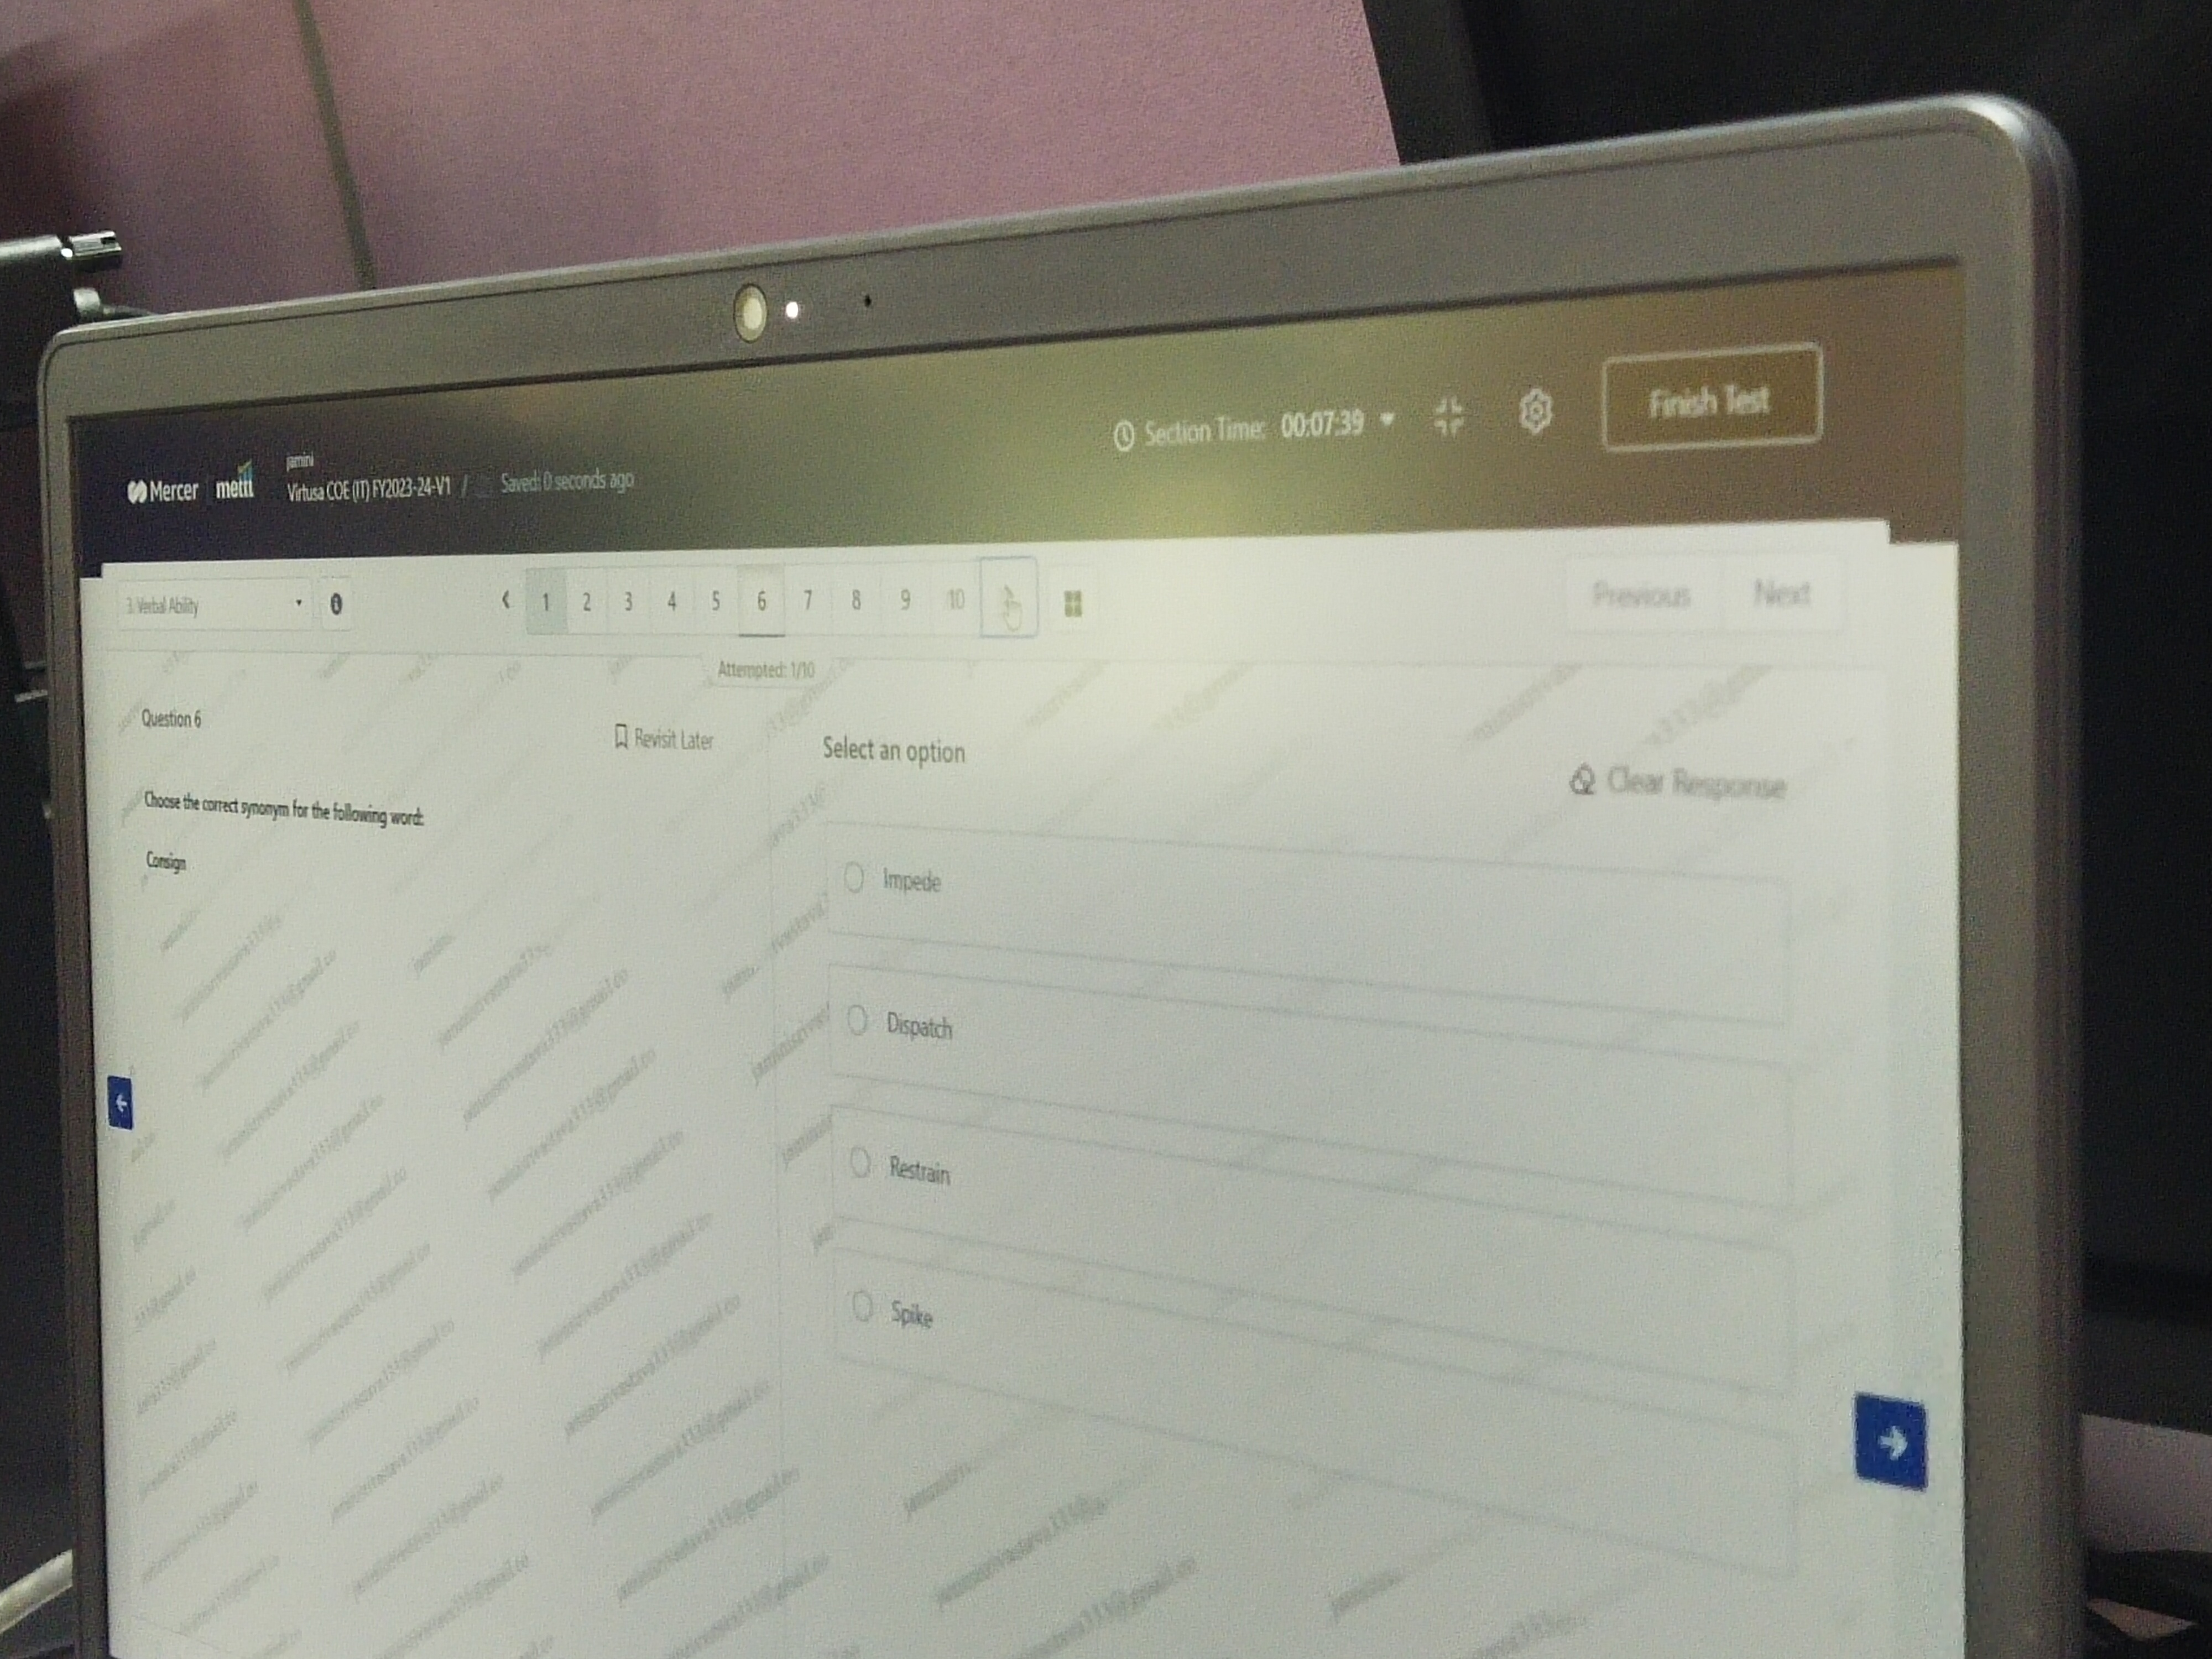 Mercer mettl
jamini
Virtusa COE (IT) FY2023-24-V1 / Saved: 0 seconds ago
Section Time: 00:07:39
Finish Test
3. Verbal Ability
1 2 3 4 5 6 7 8 9 10
Previous Next
Attempted: 1/10
Question 6
Revisit Later
Choose the correct synonym for the following word:
Consign
Select an option
Clear Response
Impede
Dispatch
Restrain
Spike